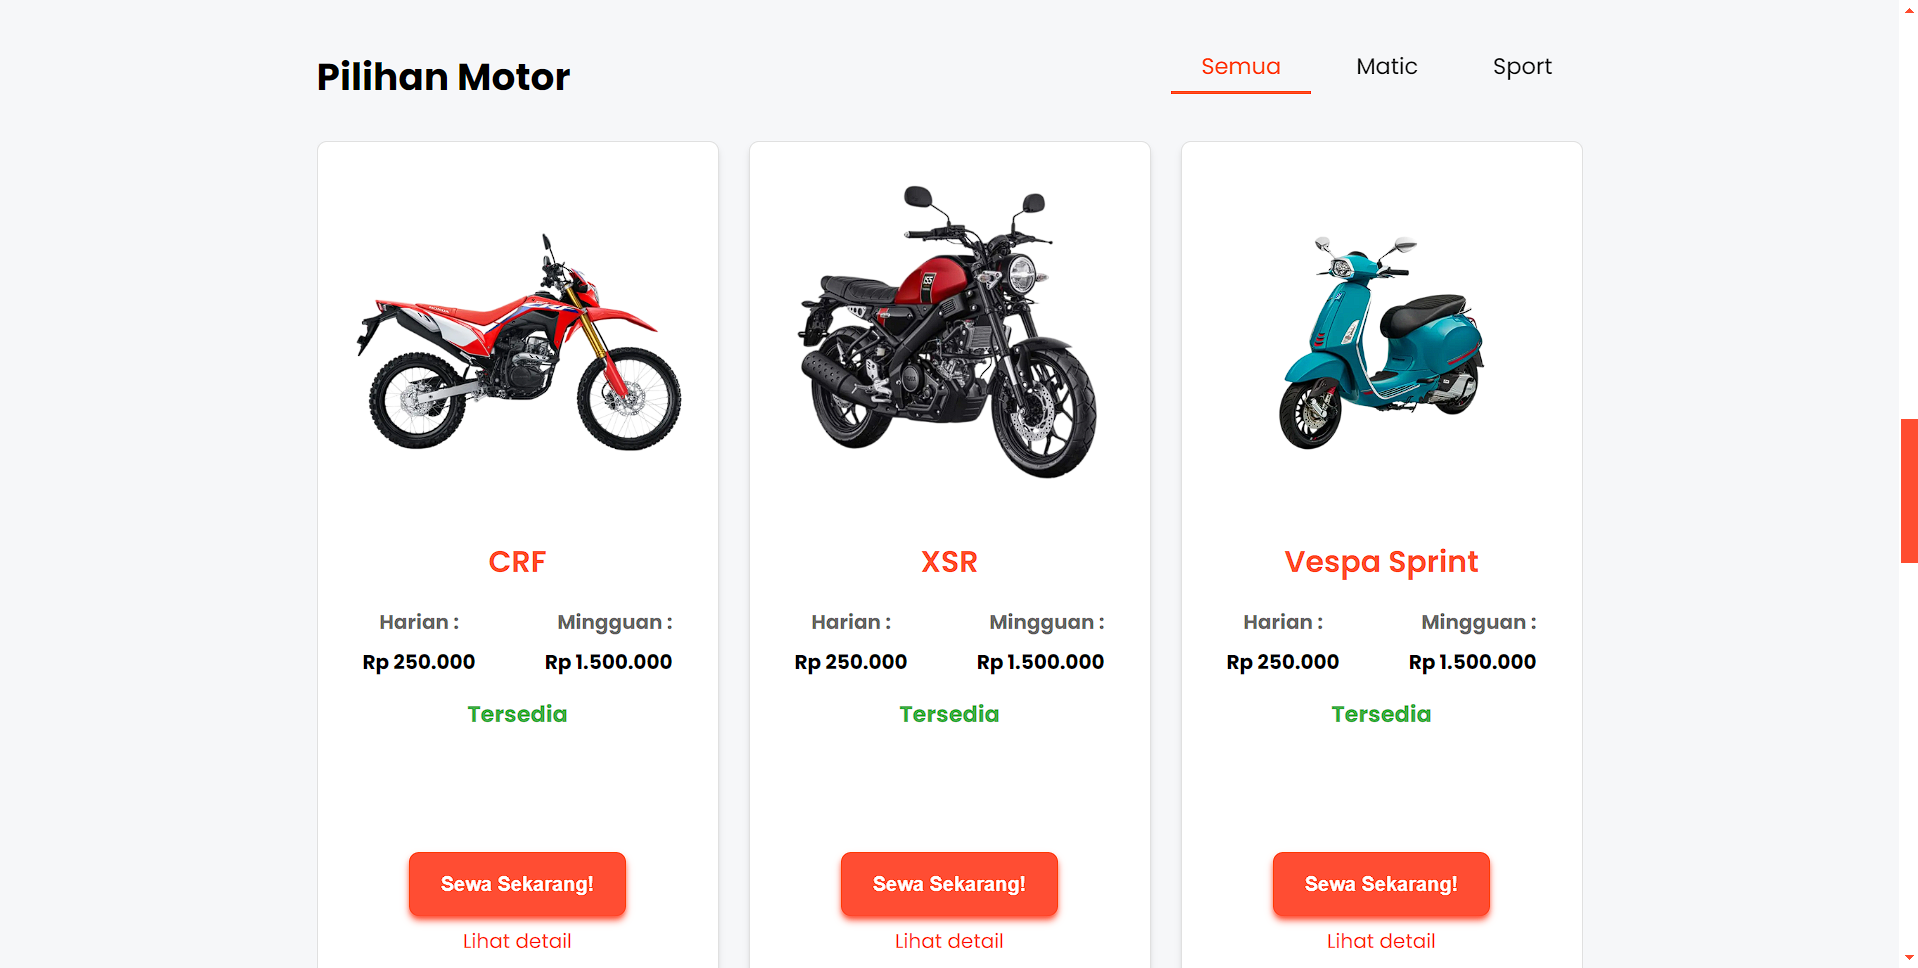 Pilihan Motor
Semua
Matic
Sport
155
CRF
XSR
Vespa Sprint
Harian :
Mingguan :
Harian :
Mingguan :
Harian :
Mingguan :
Rp 250.000
Rp 1.500.000
Rp 250.000
Rp 1.500.000
Rp 250.000
Rp 1.500.000
Tersedia
Tersedia
Tersedia
Sewa Sekarang!
Sewa Sekarang!
Sewa Sekarang!
Lihat detail
Lihat detail
Lihat detail